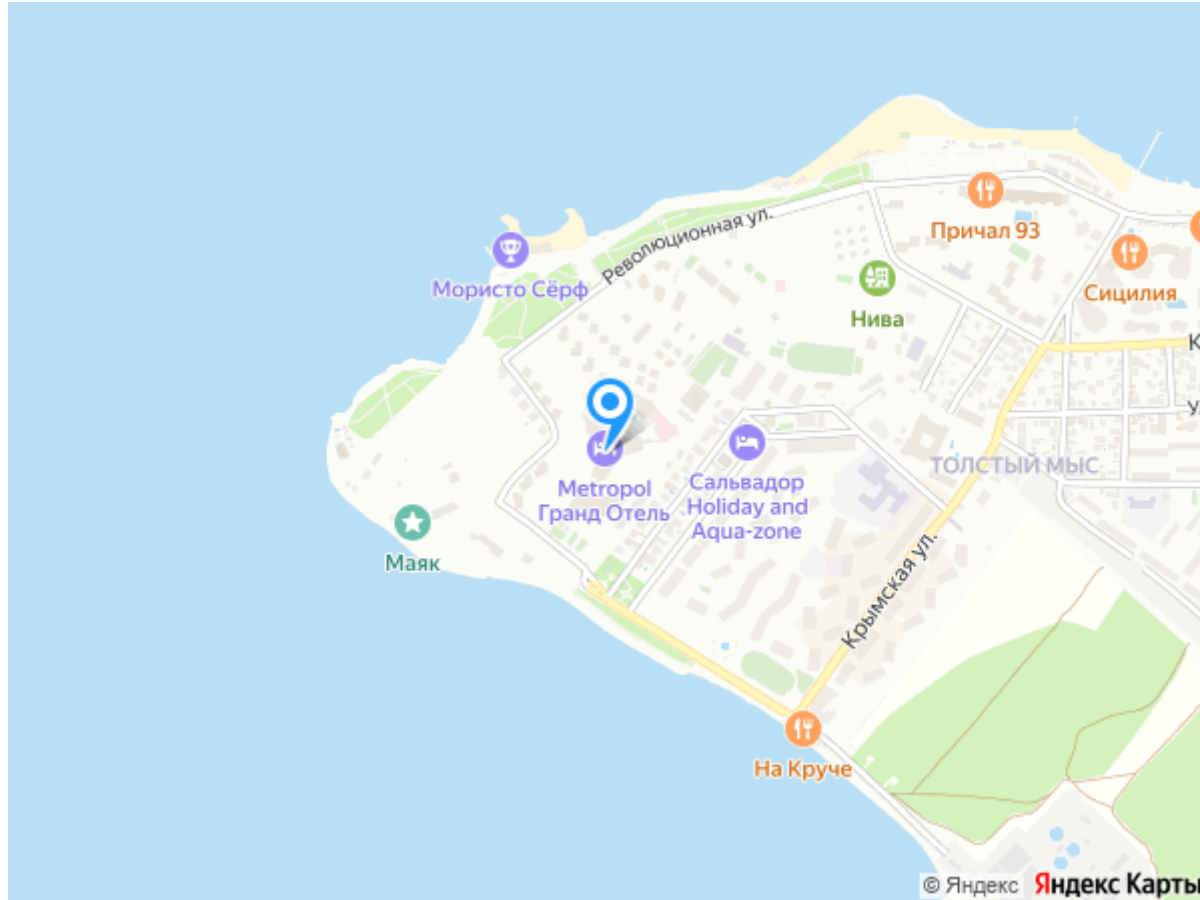 Революционная ул.
Причал 93
Сицилия
Мористо Сёрф
Нива
К
У
ТОЛСТЫЙ МЫС
Metropol
Гранд Отель
Сальвадор
Holiday and
Aqua-zone
Маяк
Крымская ул.
На Круче
© Яндекс
Яндекс Карты